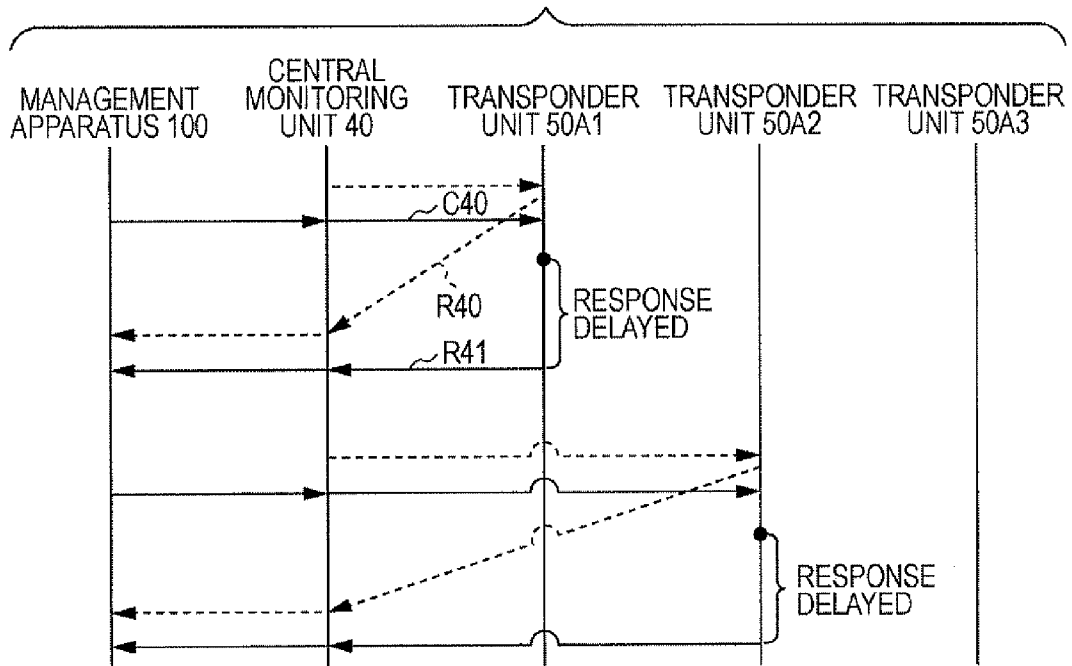 MANAGEMENT
APPARATUS 100
CENTRAL
MONITORING
UNIT 40
TRANSPONDER
UNIT 50A1
TRANSPONDER
UNIT 50A2
TRANSPONDER
UNIT 50A3
C40
R40
RESPONSE
DELAYED
R41
RESPONSE
DELAYED